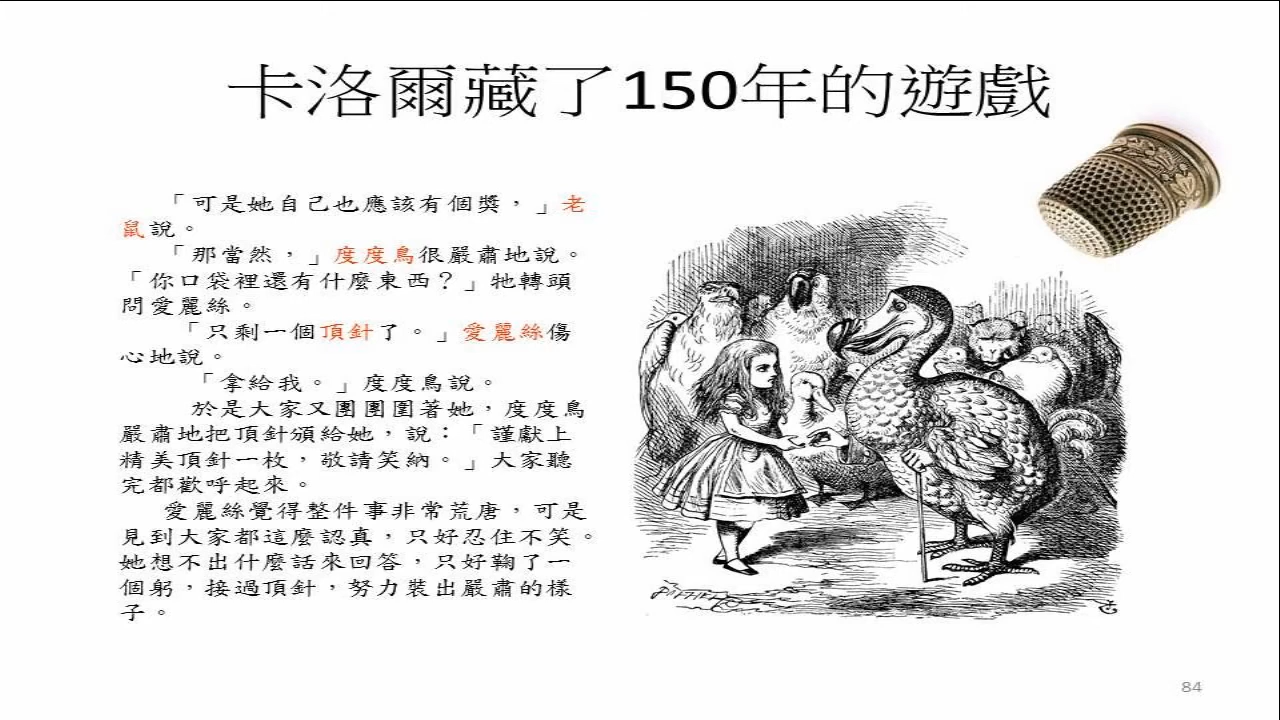 卡洛爾藏了150年的遊戲
「可是她自己也應該有個獎，」老
鼠說。
「那當然，」度度鳥很嚴肅地說。
「你口袋裡還有什麼東西？」牠轉頭
問愛麗絲。
「只剩一個頂針了。」愛麗絲傷
心地說。
「拿給我。」度度鳥說。
於是大家又團團圍著她，度度鳥
嚴肅地把頂針頒給她，說：「謹獻上
精美頂針一枚，敬請笑納。」大家聽
完都歡呼起來。
愛麗絲覺得整件事非常荒唐，可是
見到大家都這麼認真，只好忍住不笑。
她想不出什麼話來回答，只好鞠了一
個躬，接過頂針，努力裝出嚴肅的樣
子。
84